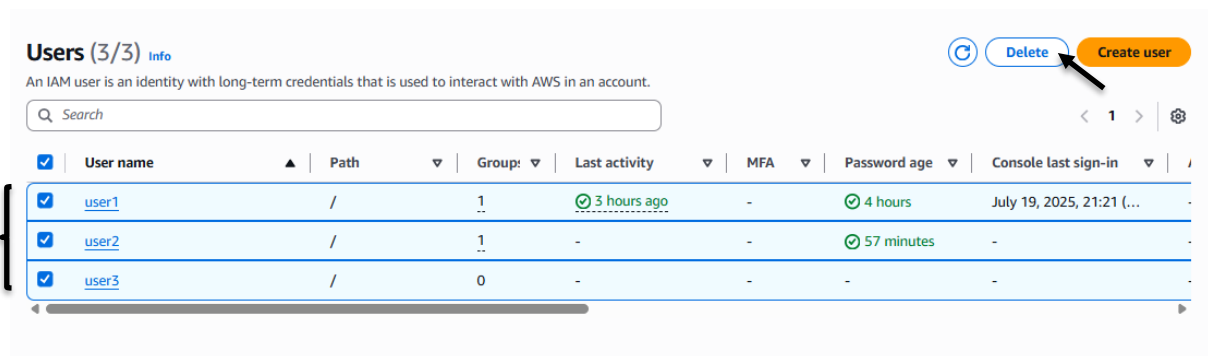 Users (3/3) Info
Delete
Create user
An IAM user is an identity with long-term credentials that is used to interact with AWS in an account.
Search
1
User name Path Groups Last activity MFA Password age Console last sign-in
user1 / 1 3 hours ago - 4 hours July 19, 2025, 21:21 (...
user2 / 1 - - 57 minutes -
user3 / 0 - - - -